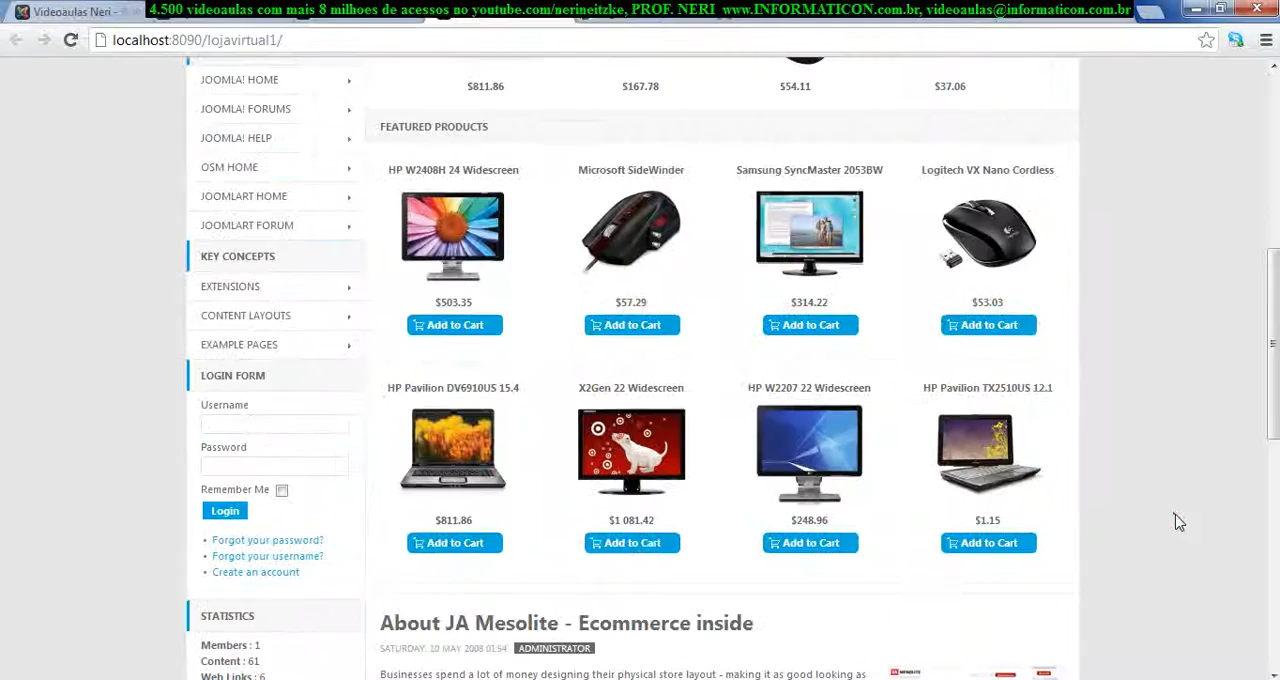 Videoaulas Neri -
4.500 videoaulas com mais 8 milhoes de acessos no youtube.com/nerineitzke, PROF. NERI www.INFORMATICON.com.br, videoaulas@informaticon.com.br
localhost:8090/lojavirtual1/
JOOMLA! HOME
JOOMLA! FORUMS
JOOMLA! HELP
OSM HOME
JOOMLART HOME
JOOMLART FORUM
KEY CONCEPTS
EXTENSIONS
CONTENT LAYOUTS
EXAMPLE PAGES
LOGIN FORM
Username
Password
Remember Me
Login
Forgot your password?
Forgot your username?
Create an account
STATISTICS
Members : 1
Content : 61
Web Links : 6
$811.86 $167.78 $54.11 $37.06
FEATURED PRODUCTS
HP W2408H 24 Widescreen Microsoft SideWinder Samsung SyncMaster 2053BW Logitech VX Nano Cordless
$503.35 $57.29 $314.22 $53.03
Add to Cart Add to Cart Add to Cart Add to Cart
HP Pavilion DV6910US 15.4 X2Gen 22 Widescreen HP W2207 22 Widescreen HP Pavilion TX2510US 12.1
$811.86 $1 081.42 $248.96 $1.15
Add to Cart Add to Cart Add to Cart Add to Cart
About JA Mesolite - Ecommerce inside
SATURDAY, 10 MAY 2008 01:54 ADMINISTRATOR
Businesses spend a lot of money designing their physical store layout - making it as good looking as